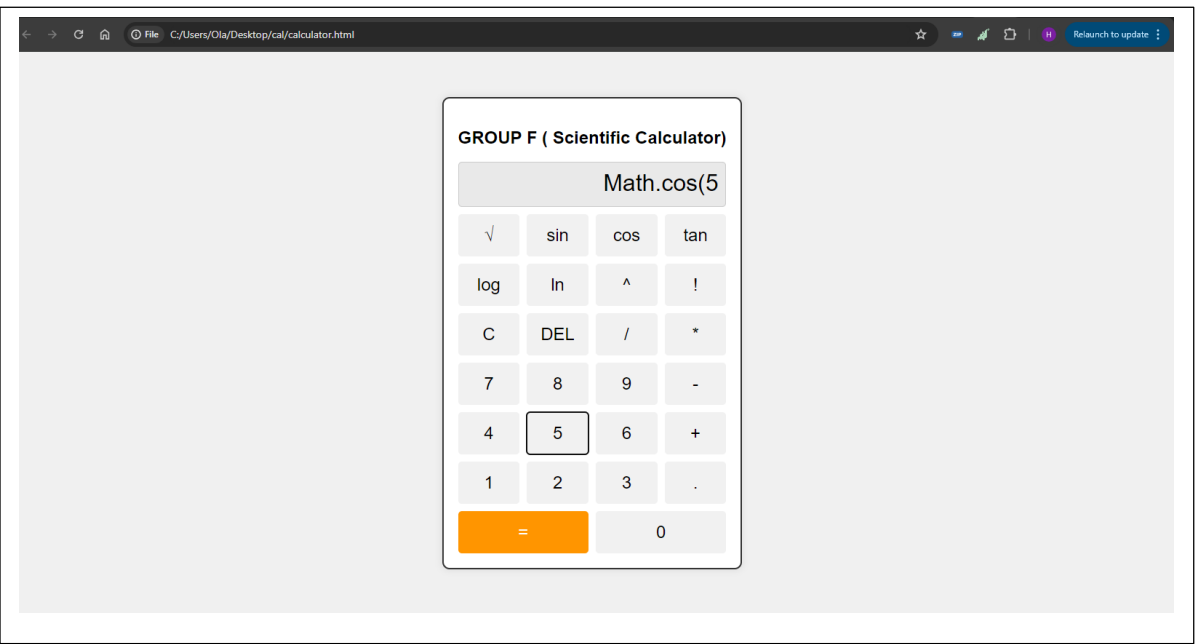 File C:/Users/Ola/Desktop/cal/calculator.html ZIP H Relaunch to update
GROUP F ( Scientific Calculator)
Math.cos(5
√ sin cos tan
log ln ^ !
C DEL / *
7 8 9 -
4 5 6 +
1 2 3 .
= 0